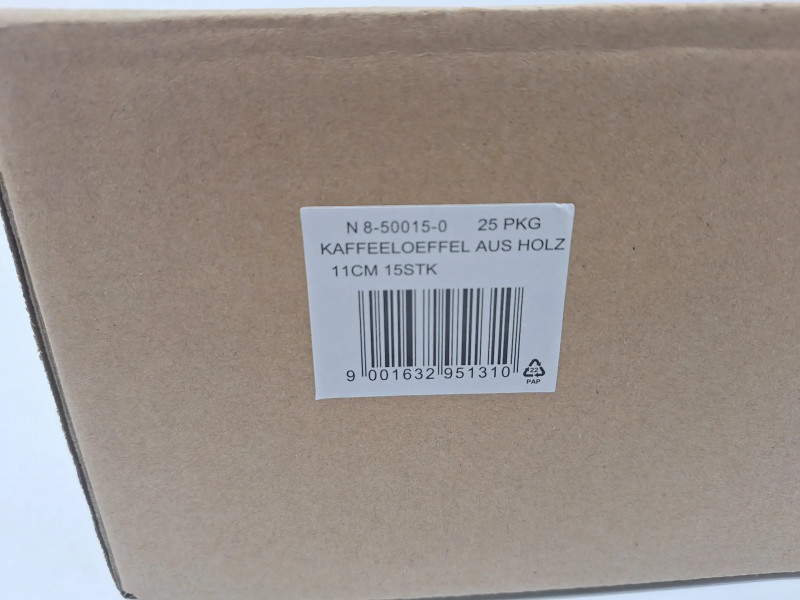 N 8-50015-0 25 PKG
KAFFEELOEFFEL AUS HOLZ
11CM 15STK
9 001632 951310
22
PAP